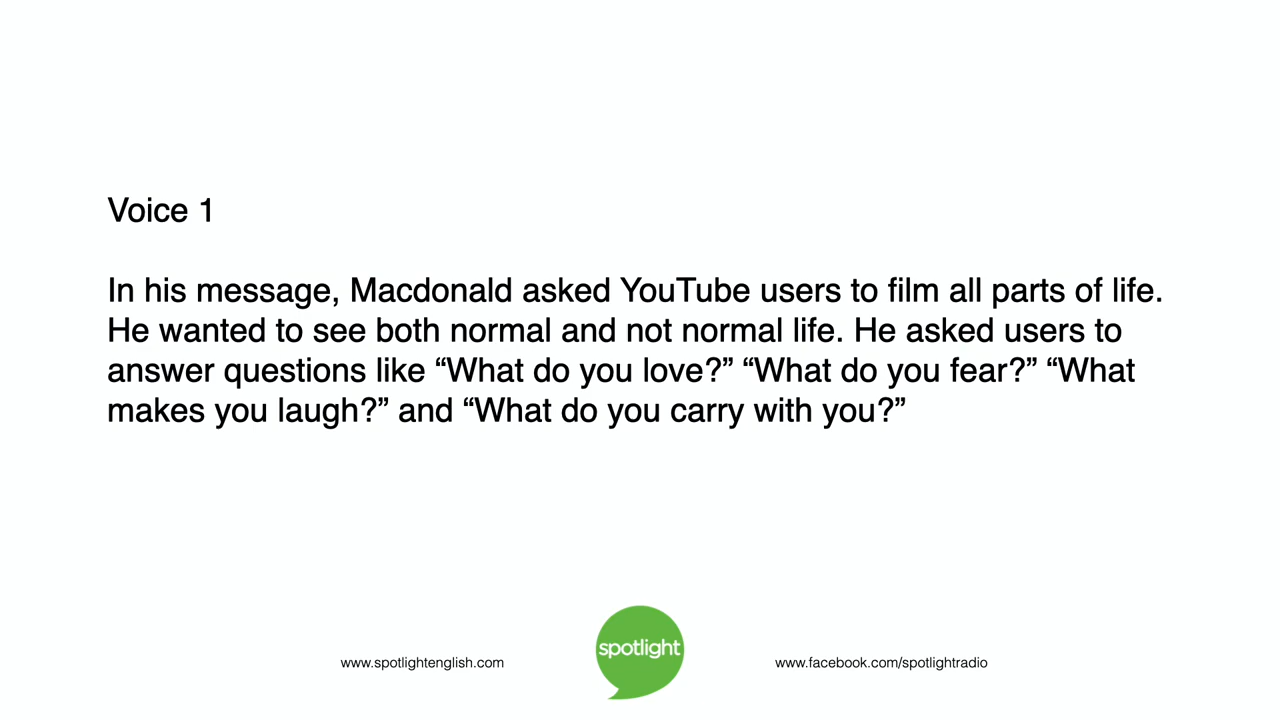 Voice 1
In his message, Macdonald asked YouTube users to film all parts of life.
He wanted to see both normal and not normal life. He asked users to
answer questions like “What do you love?” “What do you fear?” “What
makes you laugh?” and “What do you carry with you?”
www.spotlightenglish.com
spotlight
www.facebook.com/spotlightradio